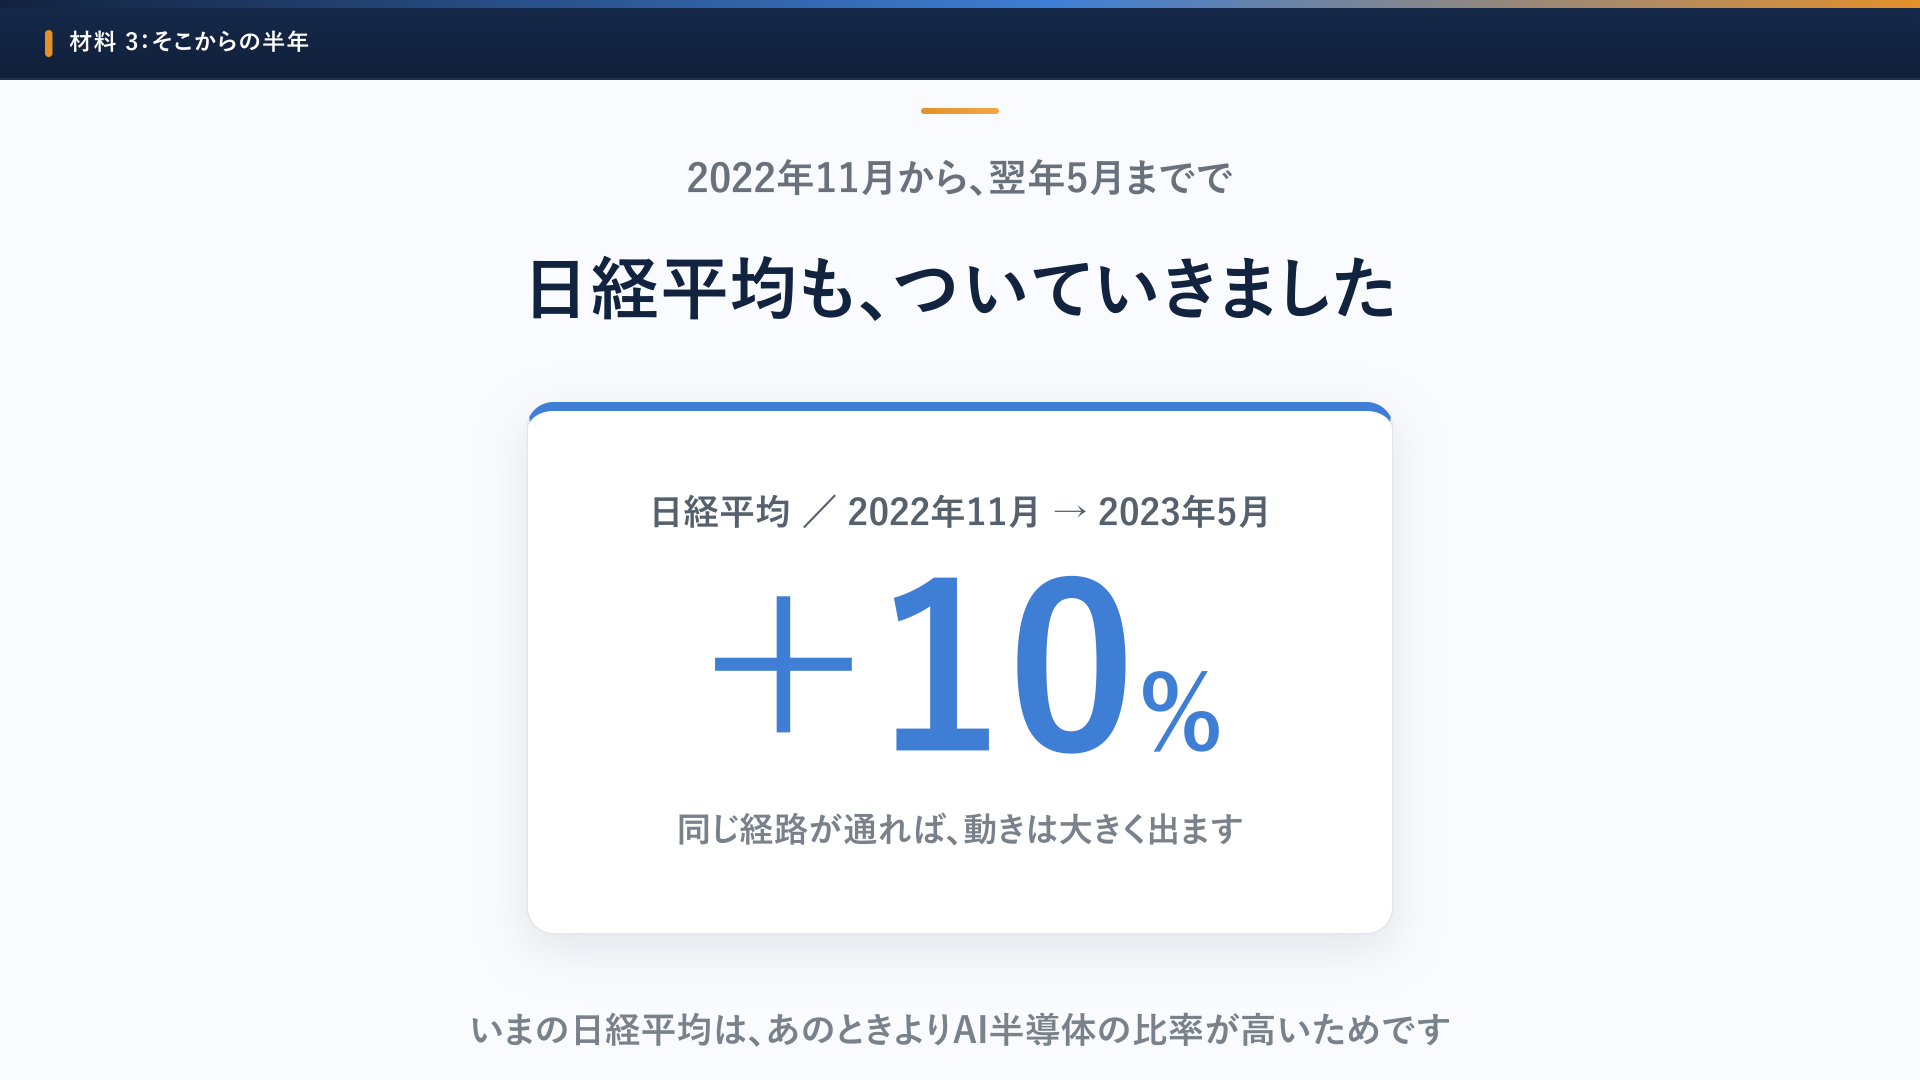 材料 3：そこからの半年
2022年11月から、翌年5月までで
日経平均も、ついていきました
日経平均 ／ 2022年11月 → 2023年5月
＋10%
同じ経路が通れば、動きは大きく出ます
いまの日経平均は、あのときよりAI半導体の比率が高いためです